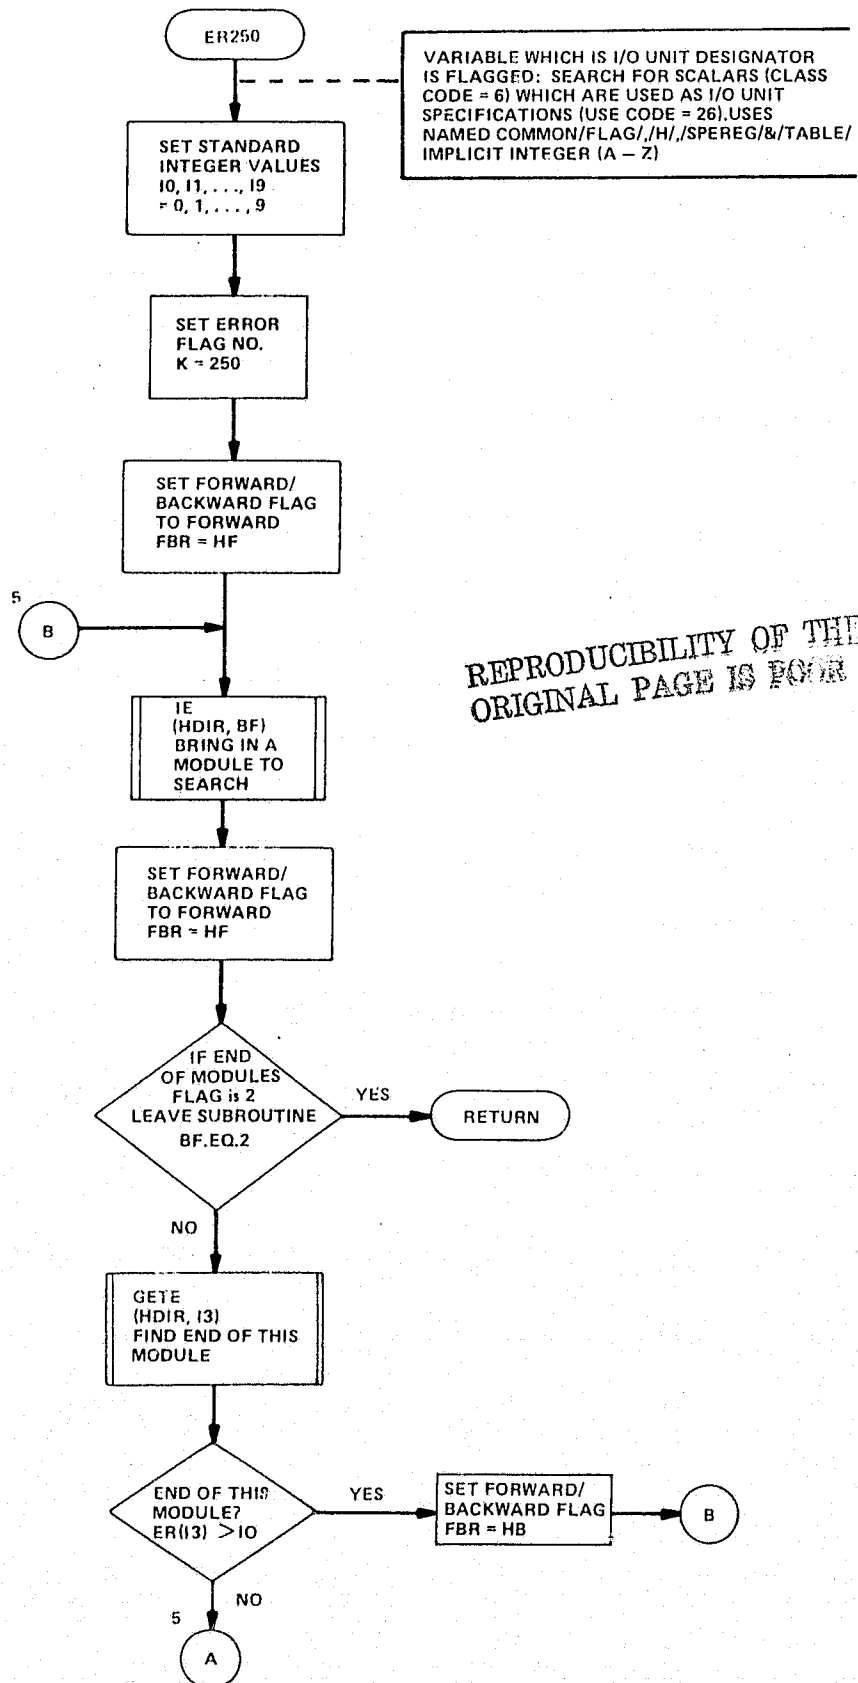 ER250
VARIABLE WHICH IS I/O UNIT DESIGNATOR
IS FLAGGED: SEARCH FOR SCALARS (CLASS
CODE = 6) WHICH ARE USED AS I/O UNIT
SPECIFICATIONS (USE CODE = 26).USES
NAMED COMMON/FLAG/,/H/,/SPEREG/&/TABLE/
IMPLICIT INTEGER (A – Z)
SET STANDARD
INTEGER VALUES
I0, I1, . . . , I9
= 0, 1, . . . , 9
SET ERROR
FLAG NO.
K = 250
SET FORWARD/
BACKWARD FLAG
TO FORWARD
FBR = HF
5
B
REPRODUCIBILITY OF THE
ORIGINAL PAGE IS POOR
IE
(HDIR, BF)
BRING IN A
MODULE TO
SEARCH
SET FORWARD/
BACKWARD FLAG
TO FORWARD
FBR = HF
IF END
OF MODULES
FLAG is 2
LEAVE SUBROUTINE
BF.EQ.2
YES
RETURN
NO
GETE
(HDIR, I3)
FIND END OF THIS
MODULE
END OF THIS
MODULE?
ER(I3) >I0
YES
SET FORWARD/
BACKWARD FLAG
FBR = HB
B
NO
5
A